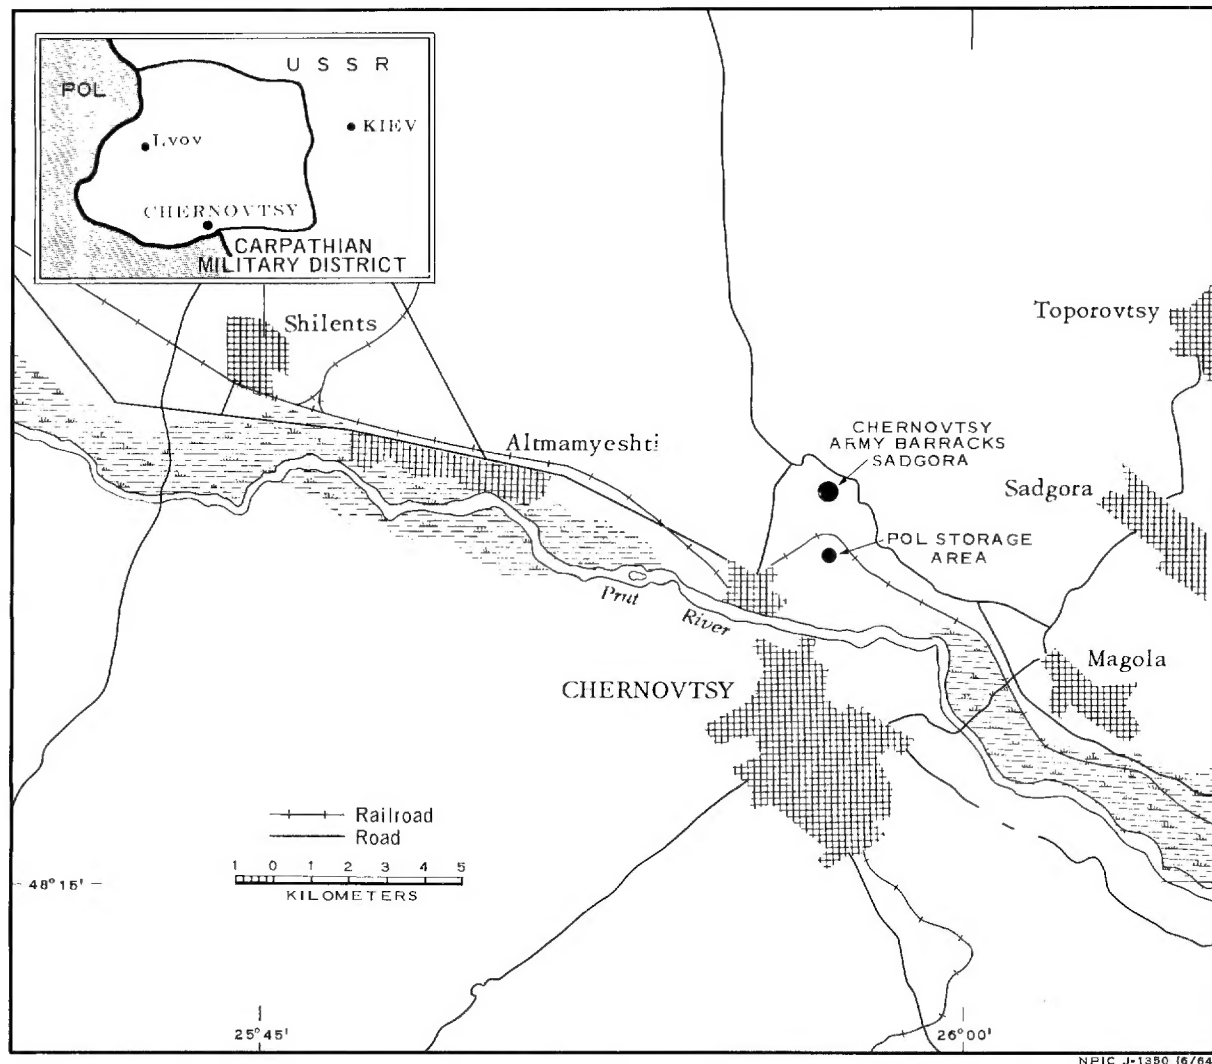 U S S R
POL
KIEV
Lvov
CHERNOVTSY
CARPATHIAN
MILITARY DISTRICT
Shilents
Toporovtsy
Altmamyeshti
CHERNOVTSY
ARMY BARRACKS
SADGORA
Sadgora
POL STORAGE
AREA
Prut
River
Magola
CHERNOVTSY
Railroad
Road
1 0 1 2 3 4 5
KILOMETERS
48°15'
25°45'
26°00'
NPIC J-1350 (6/64